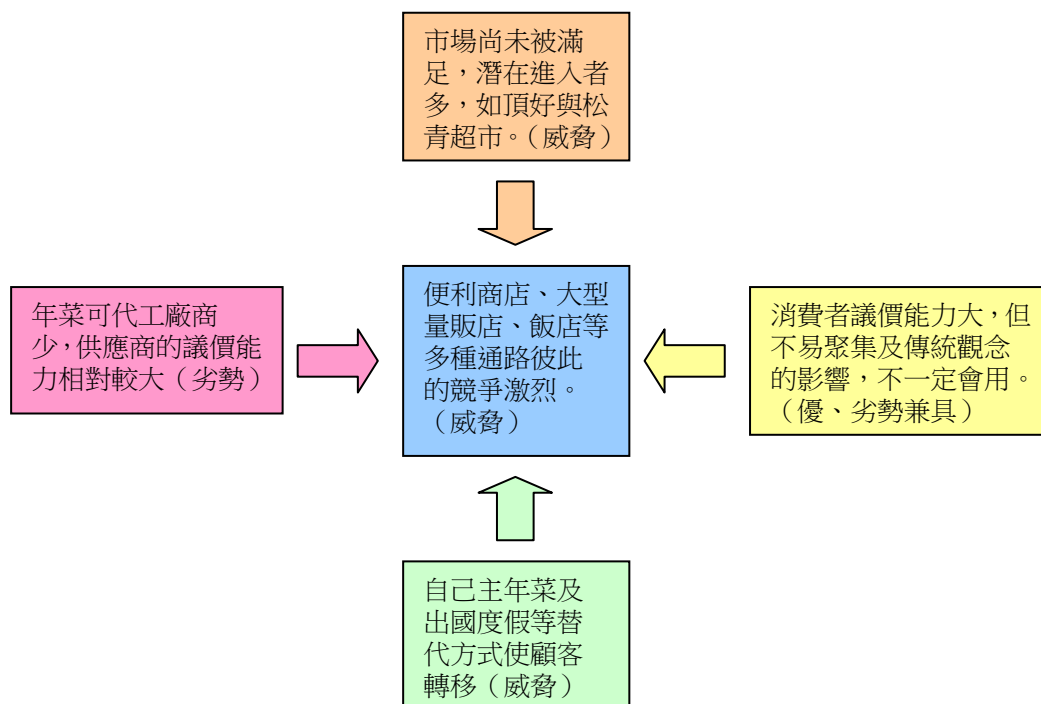 市場尚未被滿
足，潛在進入者
多，如頂好與松
青超市。（威脅）
年菜可代工廠商
少，供應商的議價能
力相對較大（劣勢）
便利商店、大型
量販店、飯店等
多種通路彼此
的競爭激烈。
（威脅）
消費者議價能力大，但
不易聚集及傳統觀念
的影響，不一定會用。
（優、劣勢兼具）
自己主年菜及
出國度假等替
代方式使顧客
轉移（威脅）